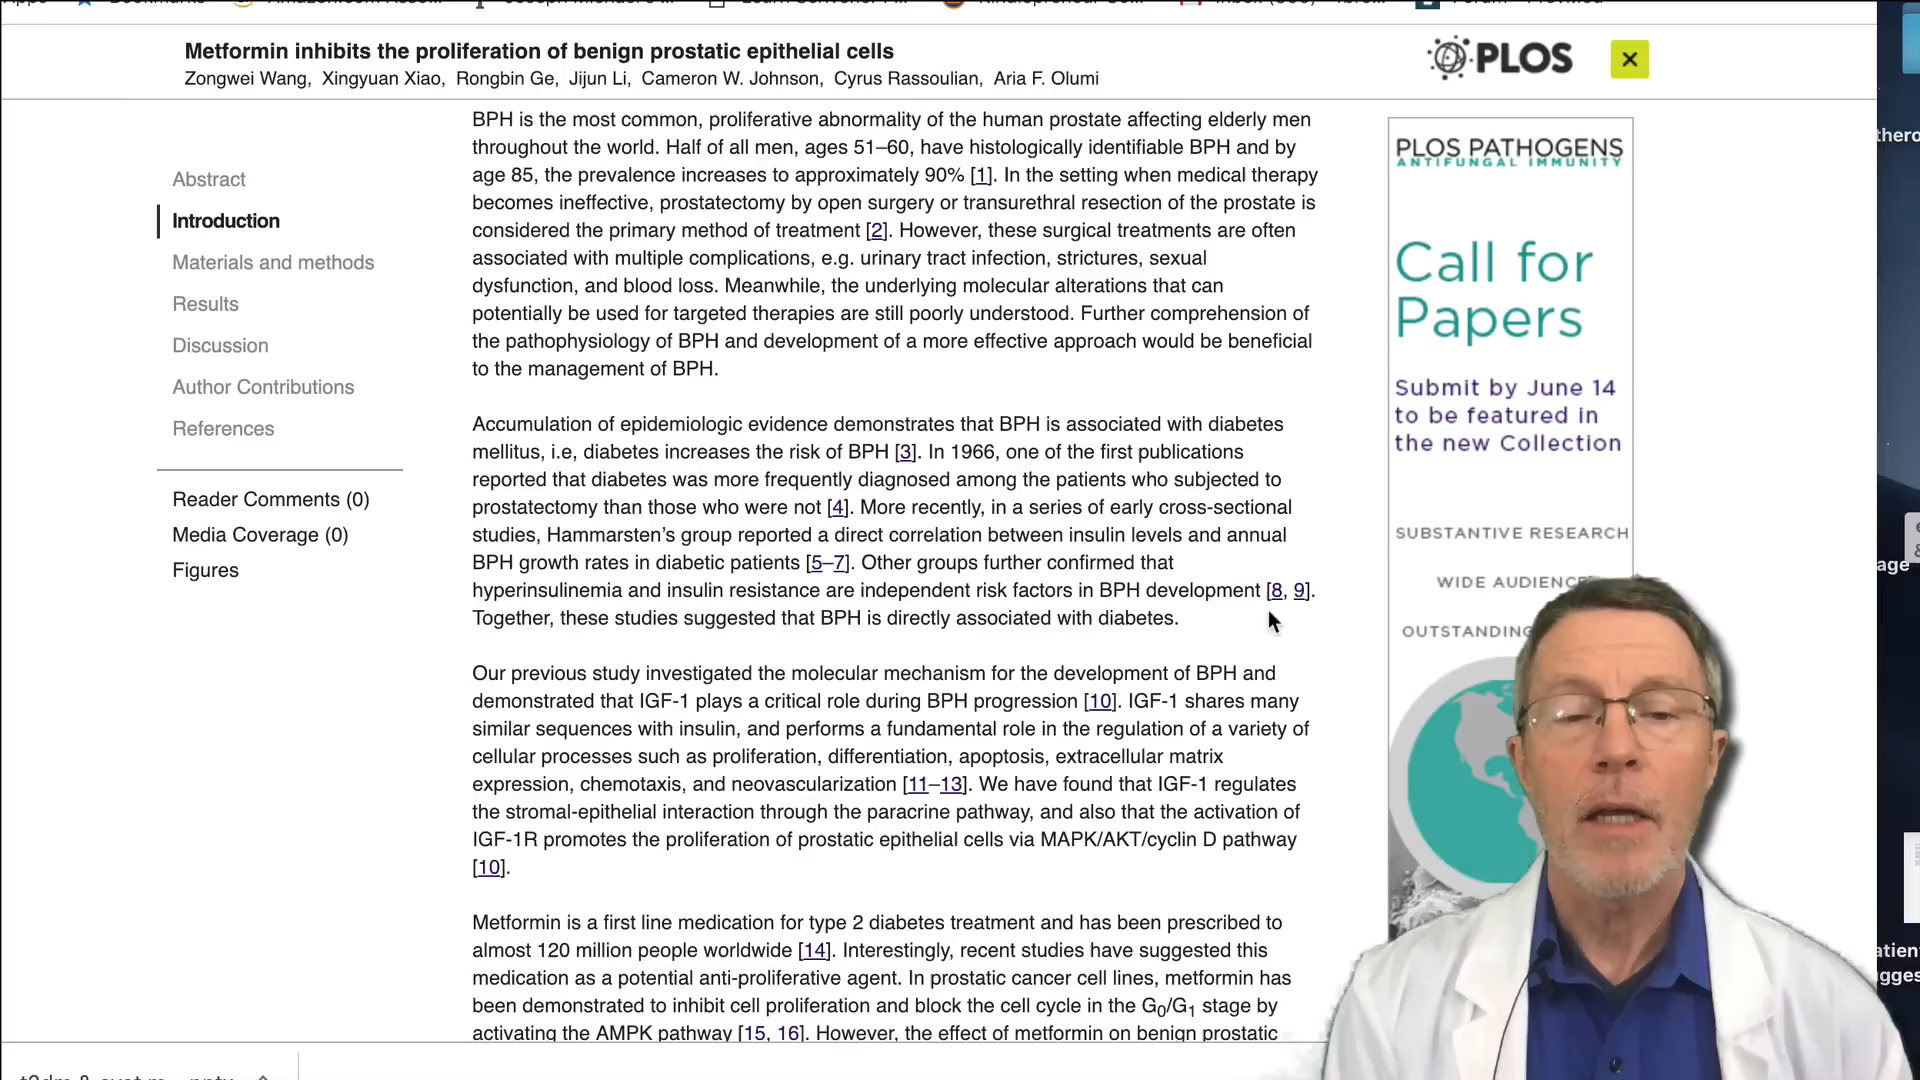 Metformin inhibits the proliferation of benign prostatic epithelial cells
Zongwei Wang, Xingyuan Xiao, Rongbin Ge, Jijun Li, Cameron W. Johnson, Cyrus Rassoulian, Aria F. Olumi
PLOS
Abstract
Introduction
Materials and methods
Results
Discussion
Author Contributions
References
Reader Comments (0)
Media Coverage (0)
Figures
BPH is the most common, proliferative abnormality of the human prostate affecting elderly men
throughout the world. Half of all men, ages 51–60, have histologically identifiable BPH and by
age 85, the prevalence increases to approximately 90% [1]. In the setting when medical therapy
becomes ineffective, prostatectomy by open surgery or transurethral resection of the prostate is
considered the primary method of treatment [2]. However, these surgical treatments are often
associated with multiple complications, e.g. urinary tract infection, strictures, sexual
dysfunction, and blood loss. Meanwhile, the underlying molecular alterations that can
potentially be used for targeted therapies are still poorly understood. Further comprehension of
the pathophysiology of BPH and development of a more effective approach would be beneficial
to the management of BPH.
Accumulation of epidemiologic evidence demonstrates that BPH is associated with diabetes
mellitus, i.e, diabetes increases the risk of BPH [3]. In 1966, one of the first publications
reported that diabetes was more frequently diagnosed among the patients who subjected to
prostatectomy than those who were not [4]. More recently, in a series of early cross-sectional
studies, Hammarsten’s group reported a direct correlation between insulin levels and annual
BPH growth rates in diabetic patients [5–7]. Other groups further confirmed that
hyperinsulinemia and insulin resistance are independent risk factors in BPH development [8, 9].
Together, these studies suggested that BPH is directly associated with diabetes.
Our previous study investigated the molecular mechanism for the development of BPH and
demonstrated that IGF-1 plays a critical role during BPH progression [10]. IGF-1 shares many
similar sequences with insulin, and performs a fundamental role in the regulation of a variety of
cellular processes such as proliferation, differentiation, apoptosis, extracellular matrix
expression, chemotaxis, and neovascularization [11–13]. We have found that IGF-1 regulates
the stromal-epithelial interaction through the paracrine pathway, and also that the activation of
IGF-1R promotes the proliferation of prostatic epithelial cells via MAPK/AKT/cyclin D pathway
[10].
Metformin is a first line medication for type 2 diabetes treatment and has been prescribed to
almost 120 million people worldwide [14]. Interestingly, recent studies have suggested this
medication as a potential anti-proliferative agent. In prostatic cancer cell lines, metformin has
been demonstrated to inhibit cell proliferation and block the cell cycle in the G0/G1 stage by
activating the AMPK pathway [15, 16]. However, the effect of metformin on benign prostatic
PLOS PATHOGENS
ANTIFUNGAL IMMUNITY
Call for
Papers
Submit by June 14
to be featured in
the new Collection
SUBSTANTIVE RESEARCH
WIDE AUDIENCE
OUTSTANDING